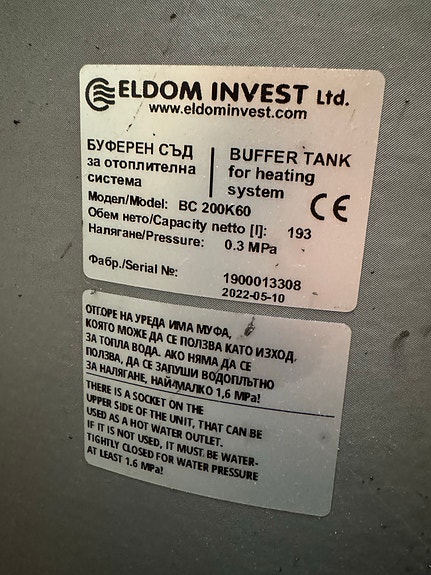 ELDOM INVEST Ltd.
www.eldominvest.com
БУФЕРЕН СЪД
за отоплителна
система
BUFFER TANK
for heating
system
Модел/Model: BC 200K60
Обем нето/Capacity netto [l]: 193
Налягане/Pressure: 0.3 MPa
CE
Фабр./Serial №: 1900013308
2022-05-10
ОТГОРЕ НА УРЕДА ИМА МУФА,
КОЯТО МОЖЕ ДА СЕ ПОЛЗВА КАТО ИЗХОД
ЗА ТОПЛА ВОДА. АКО НЯМА ДА СЕ
ПОЛЗВА, ДА СЕ ЗАПУШИ ВОДОПЛЪТНО
ЗА НАЛЯГАНЕ, НАЙ-МАЛКО 1,6 MPa!
THERE IS A SOCKET ON THE
UPPER SIDE OF THE UNIT, THAT CAN BE
USED AS A HOT WATER OUTLET.
IF IT IS NOT USED, IT MUST BE WATER-
TIGHTLY CLOSED FOR WATER PRESSURE
AT LEAST 1.6 MPa!